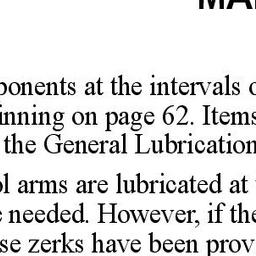 MA
ponents at the intervals o
inning on page 62. Items
the General Lubrication
ol arms are lubricated at
needed. However, if the
se zerks have been prov